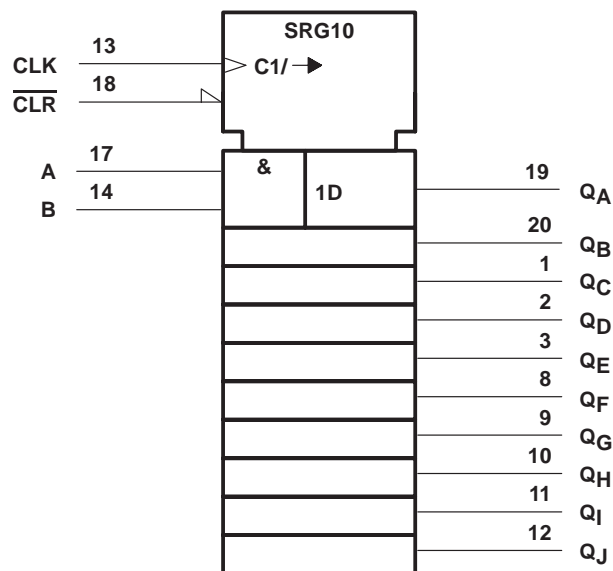 SRG10
CLK 13 C1/
CLR 18
A 17 &
B 14 1D
19 QA
20 QB
1 QC
2 QD
3 QE
8 QF
9 QG
10 QH
11 QI
12 QJ